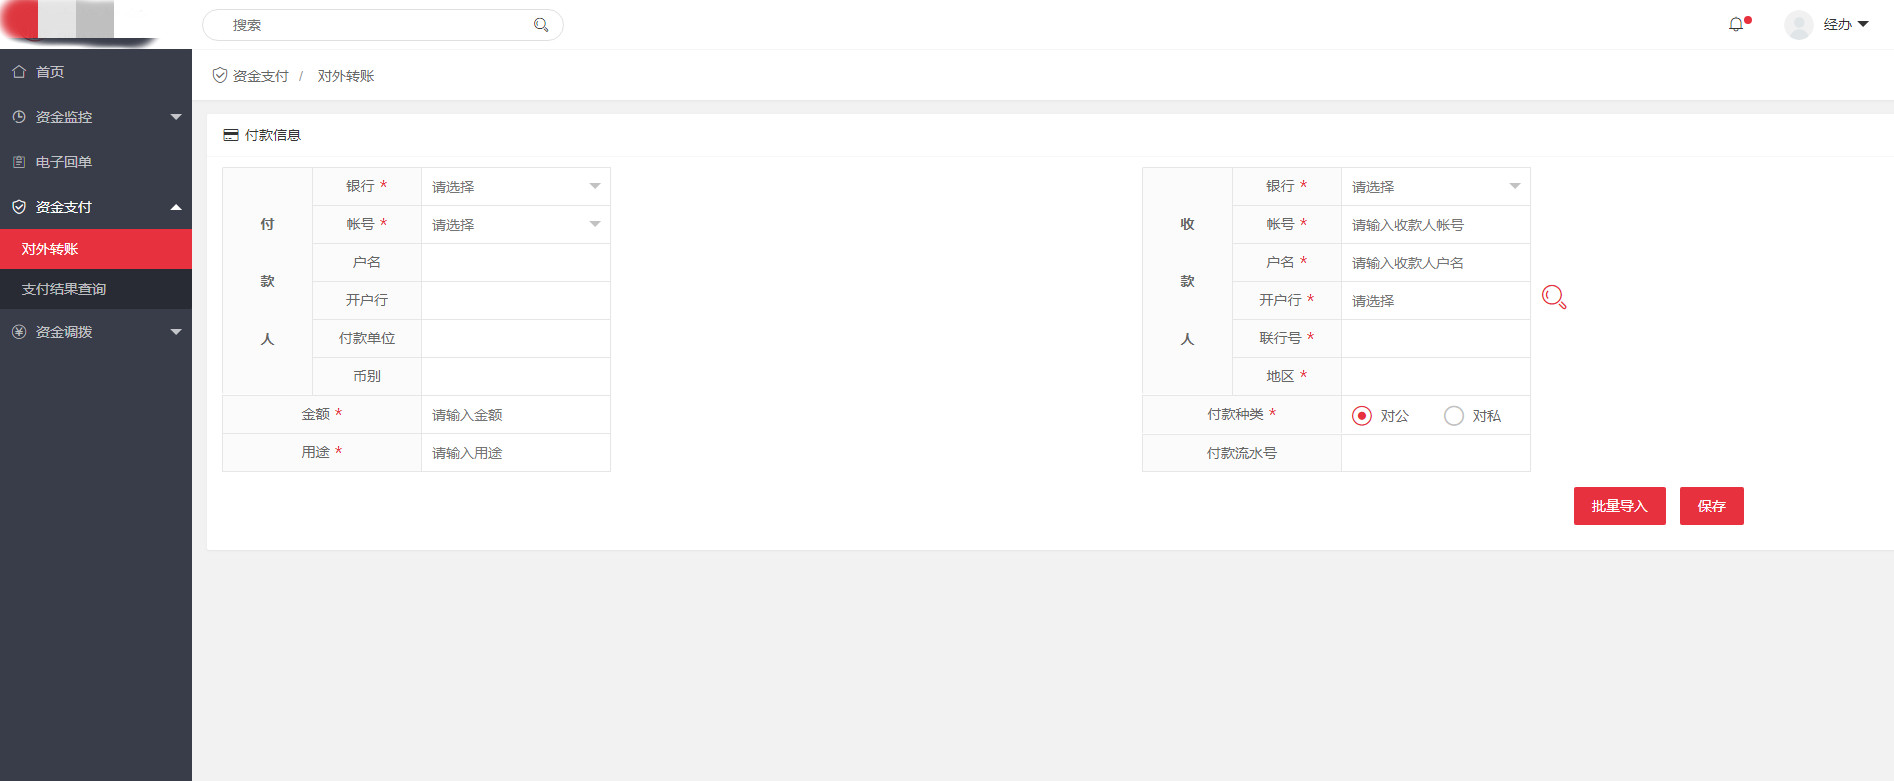 搜索
经办
首页
资金监控
电子回单
资金支付
对外转账
支付结果查询
资金调拨
资金支付 / 对外转账
付款信息
付款人
银行 * 请选择
帐号 * 请选择
户名
开户行
付款单位
币别
金额 * 请输入金额
用途 * 请输入用途
收款人
银行 * 请选择
帐号 * 请输入收款人帐号
户名 * 请输入收款人户名
开户行 * 请选择
联行号 *
地区 *
付款种类 * 对公 对私
付款流水号
批量导入 保存